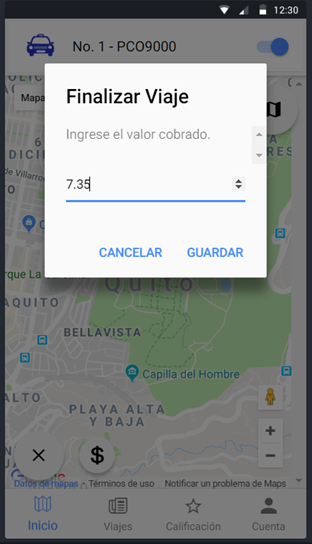 12:30
No. 1 - PCO9000
Mapa
Finalizar Viaje
Ingrese el valor cobrado.
7.35
CANCELAR GUARDAR
Quito
BELLAVISTA
Capilla del Hombre
PLAYA ALTA
Y BAJA
Datos de mapas Términos de uso Notificar un problema de Maps
Inicio Viajes Calificación Cuenta